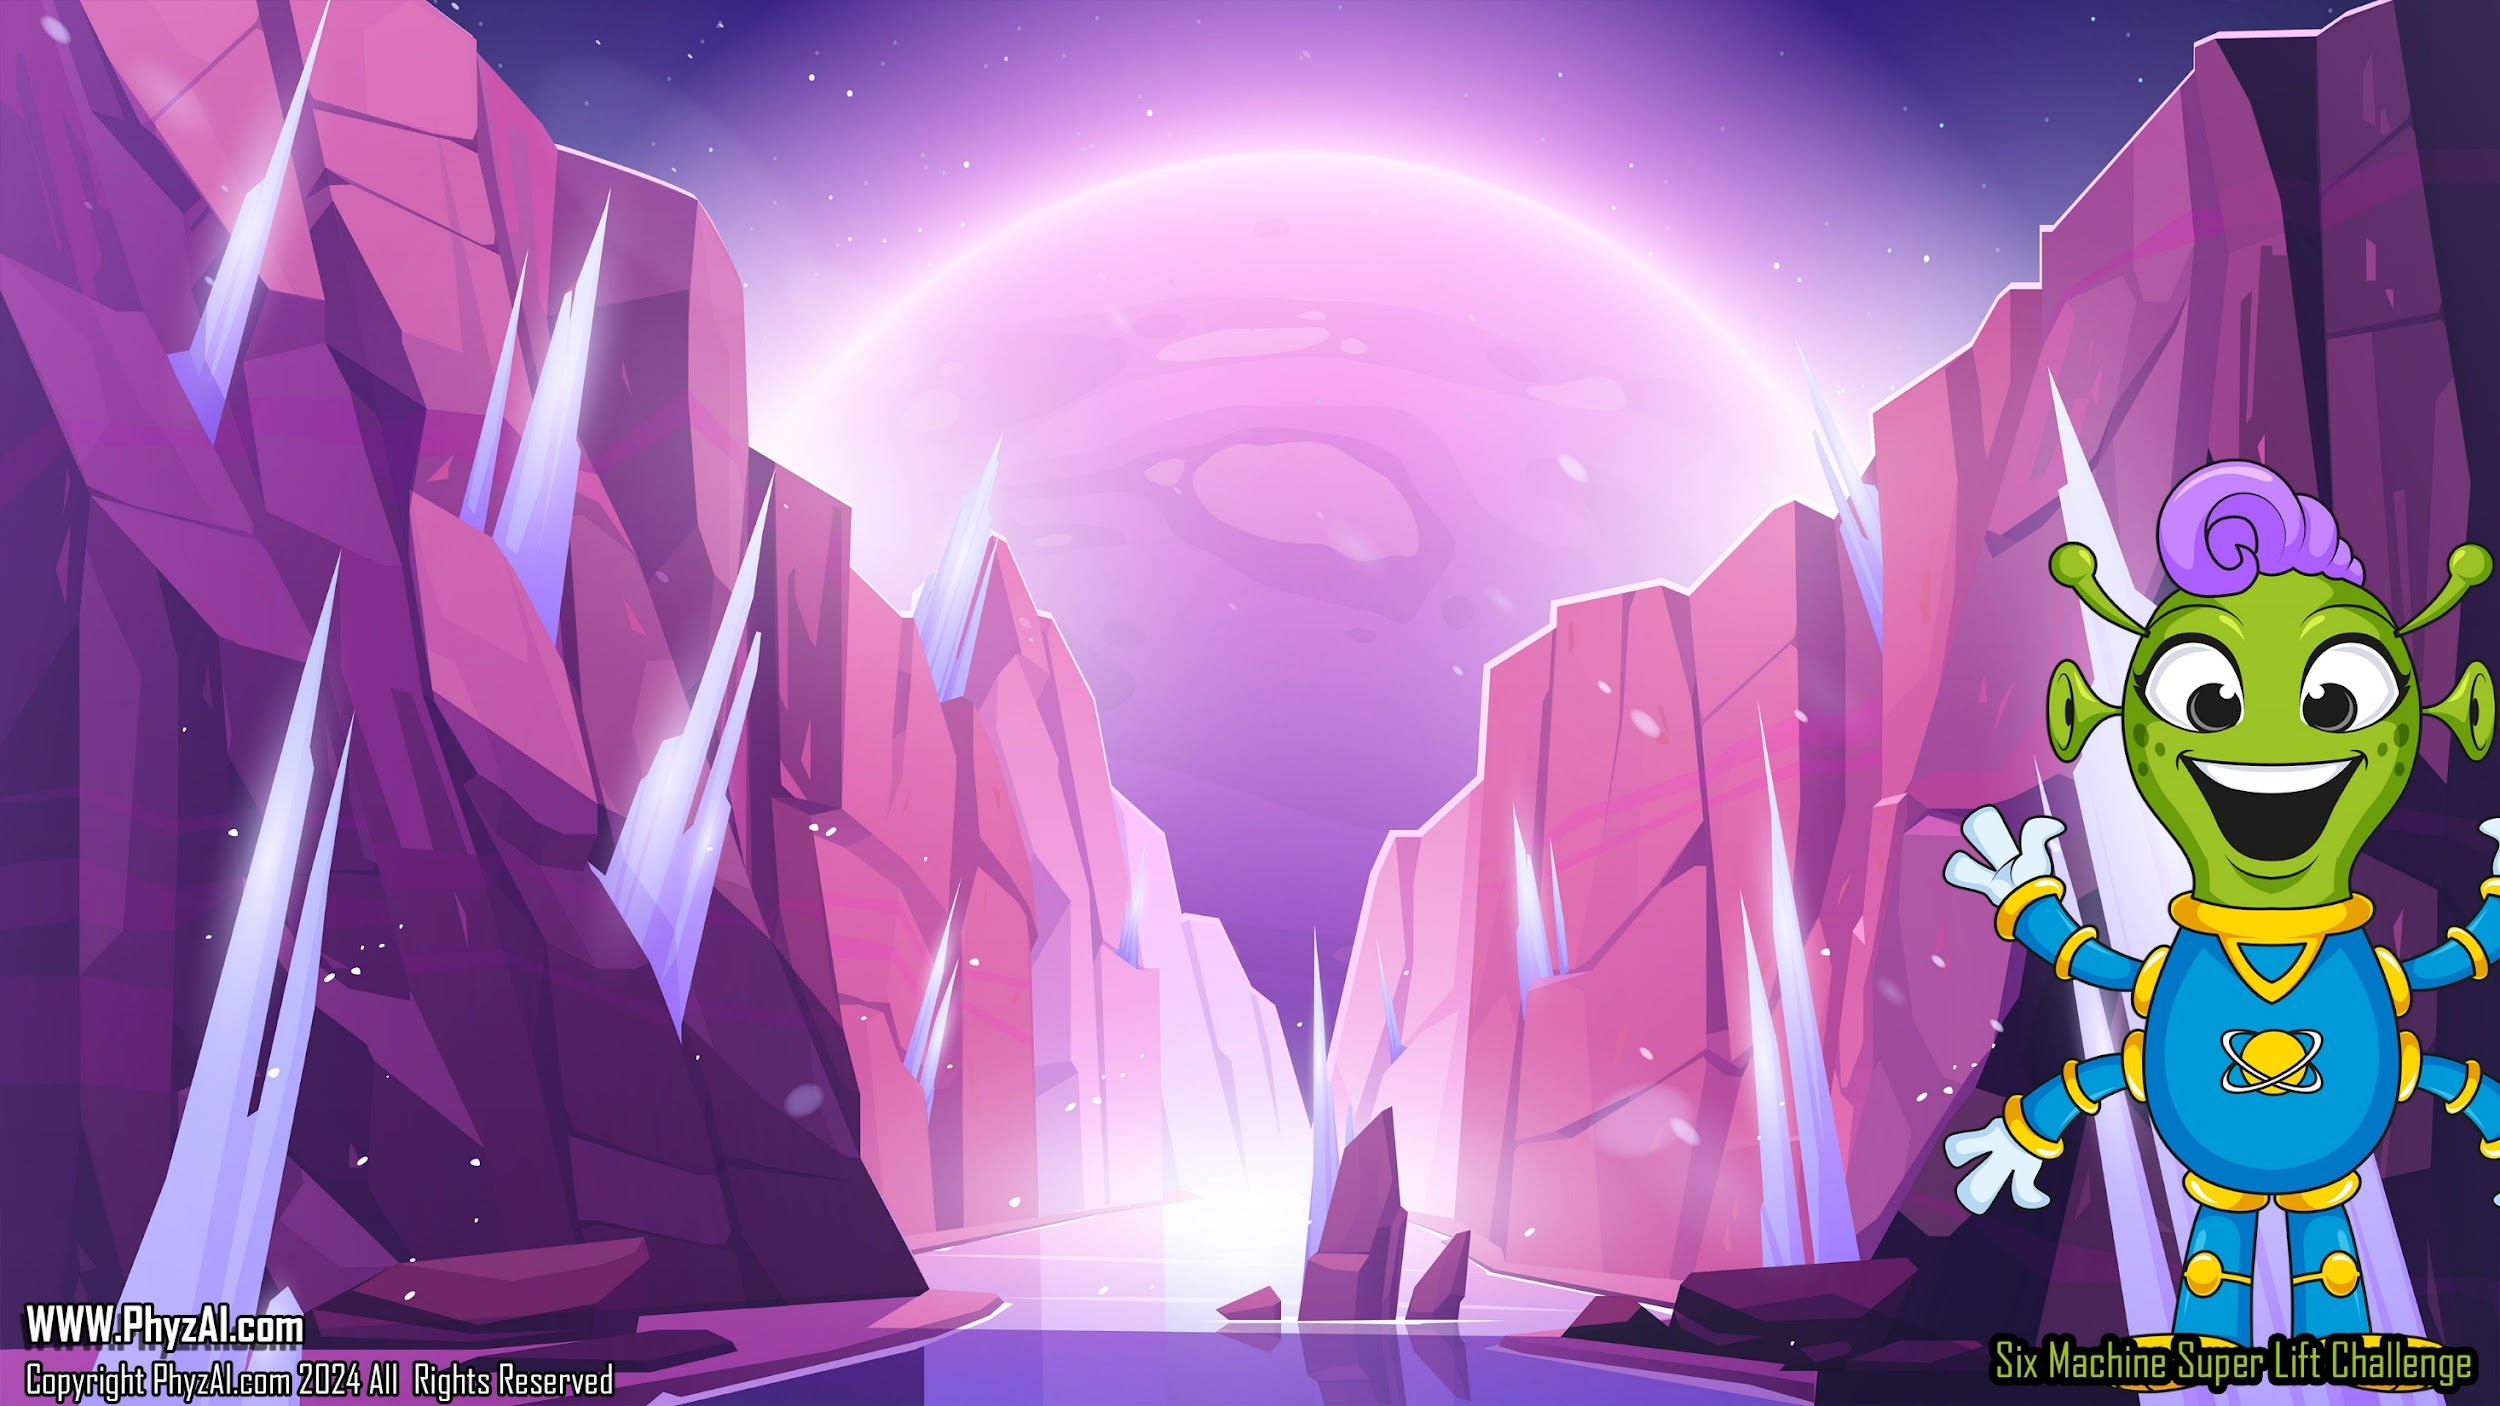 WWW.PhyzAI.com
Copyright PhyzAI.com 2024 All  Rights Reserved
Six Machine Super Lift Challenge